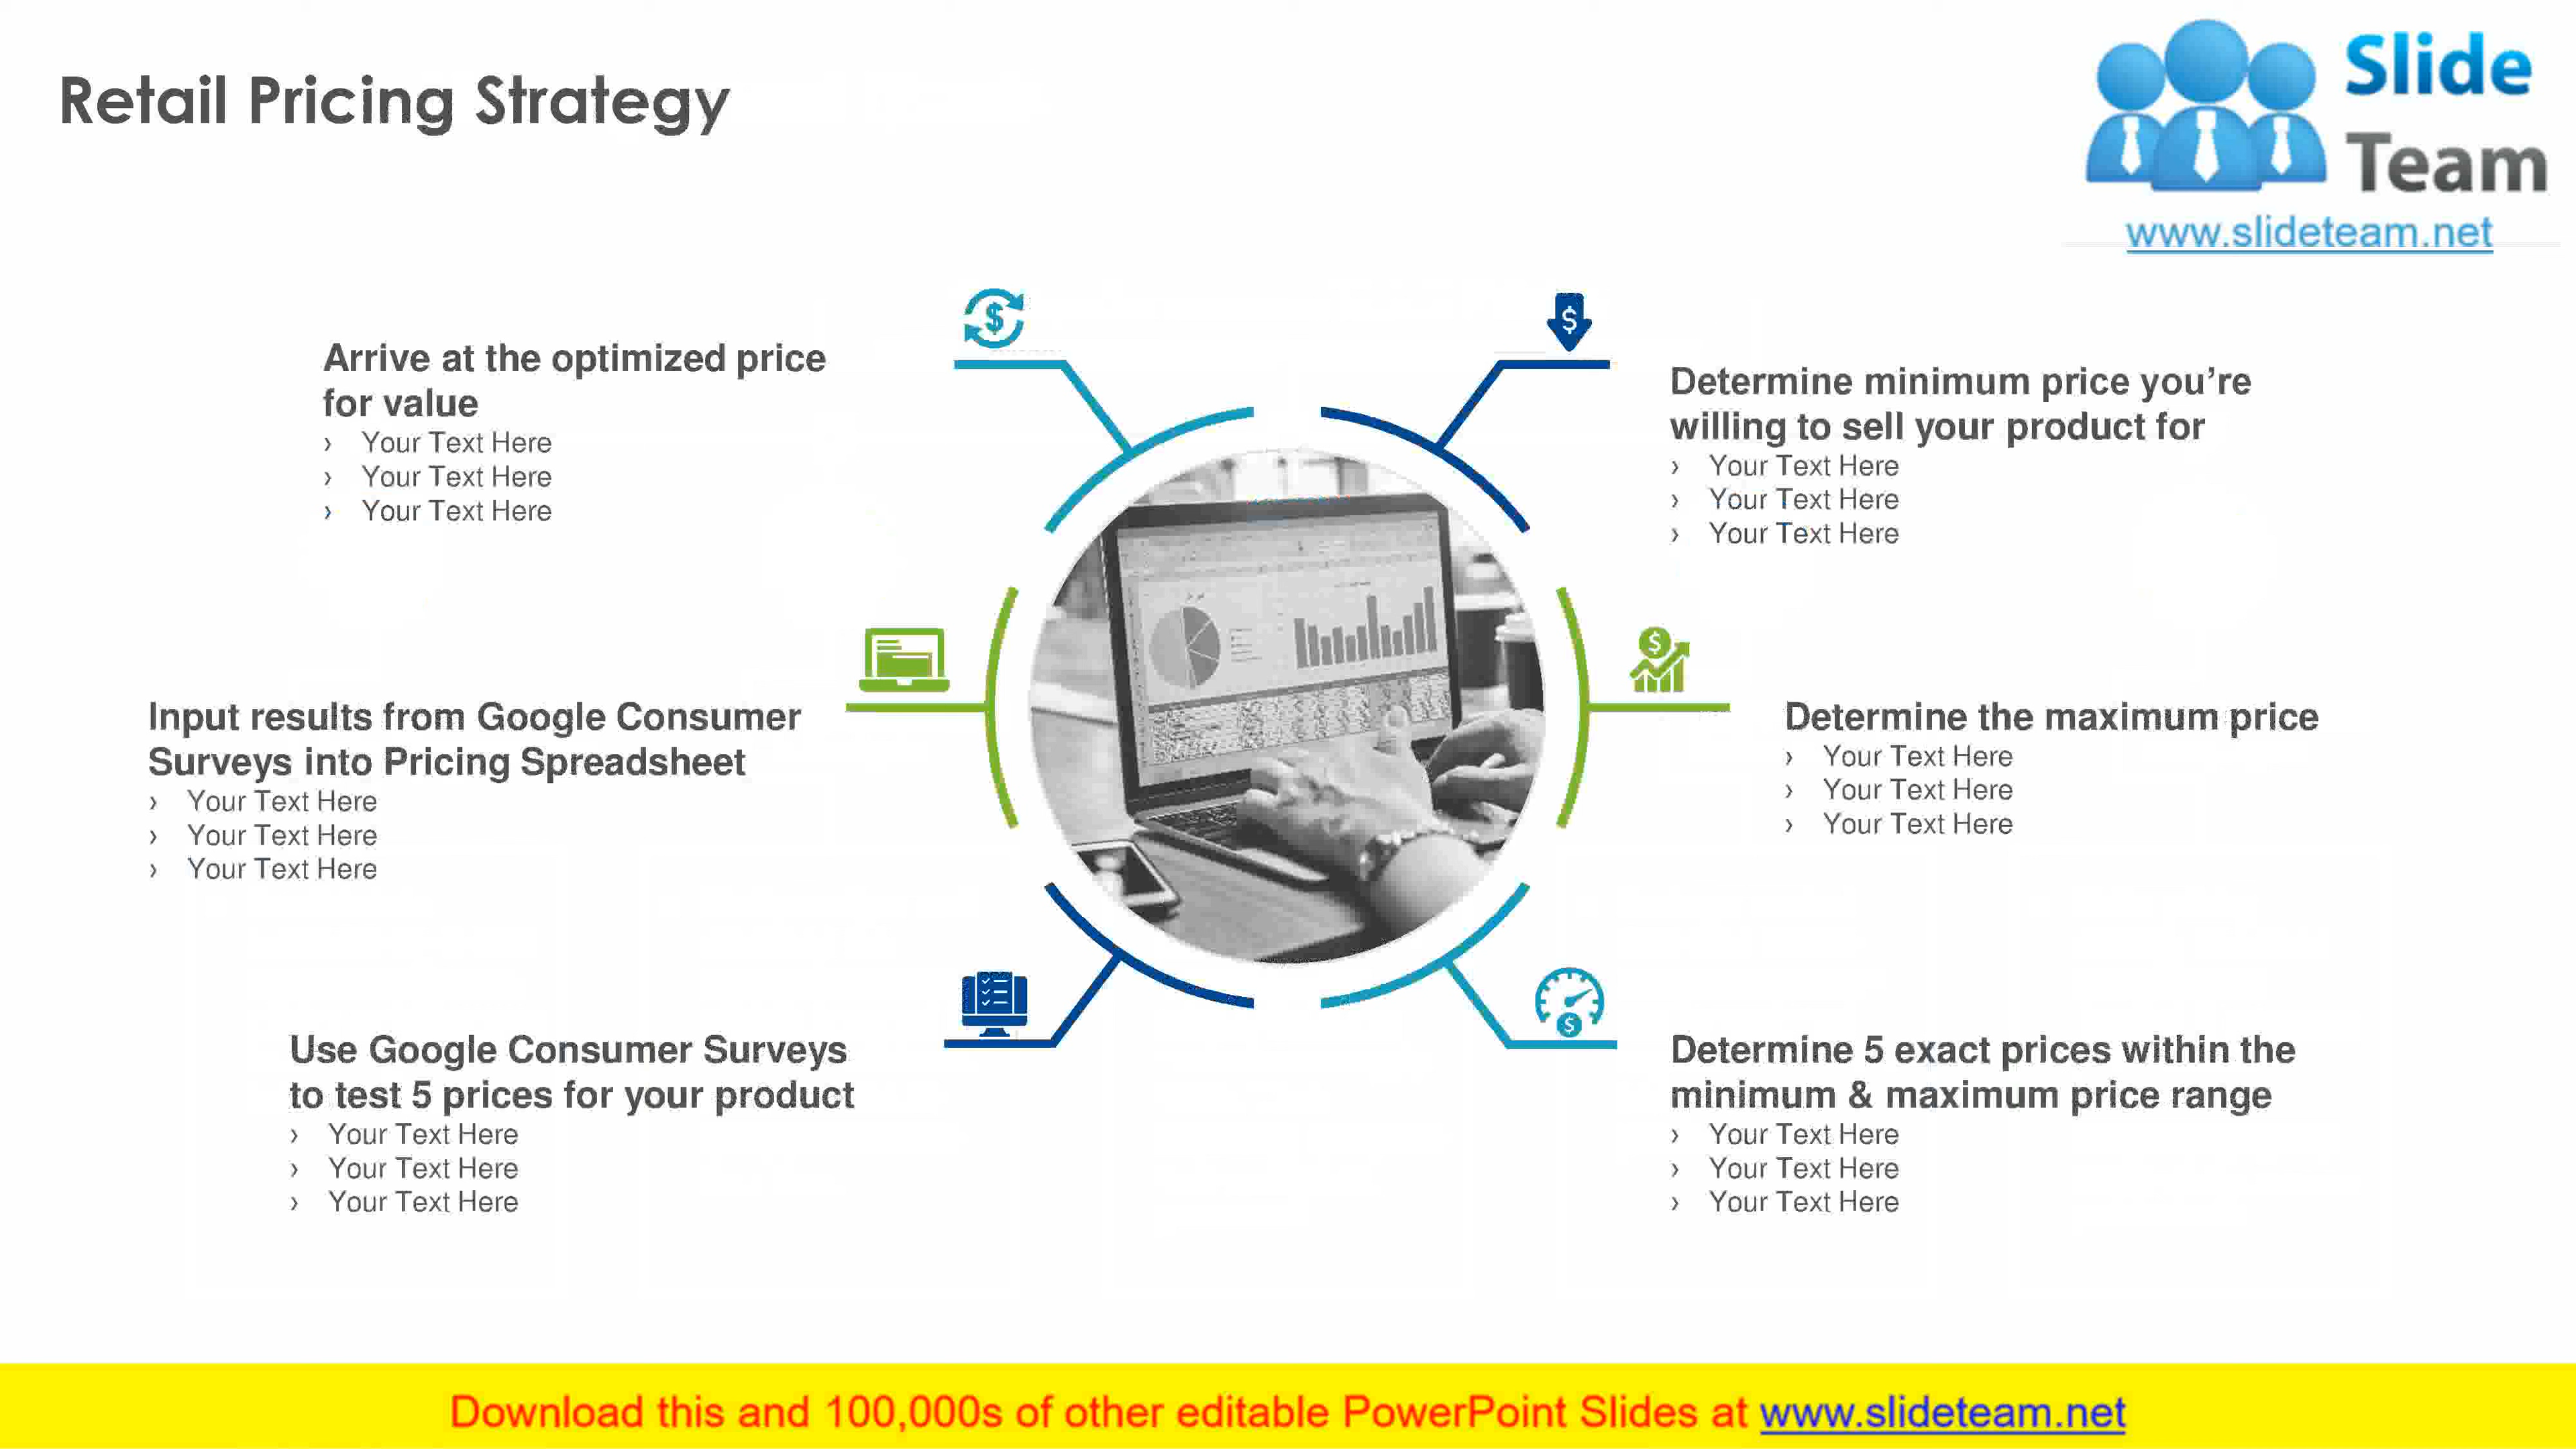 Retail Pricing Strategy
Slide
Team
www.slideteam.net
Arrive at the optimized price
for value
› Your Text Here
› Your Text Here
› Your Text Here
Determine minimum price you’re
willing to sell your product for
› Your Text Here
› Your Text Here
› Your Text Here
Input results from Google Consumer
Surveys into Pricing Spreadsheet
› Your Text Here
› Your Text Here
› Your Text Here
Determine the maximum price
› Your Text Here
› Your Text Here
› Your Text Here
Use Google Consumer Surveys
to test 5 prices for your product
› Your Text Here
› Your Text Here
› Your Text Here
Determine 5 exact prices within the
minimum & maximum price range
› Your Text Here
› Your Text Here
› Your Text Here
Download this and 100,000s of other editable PowerPoint Slides at www.slideteam.net